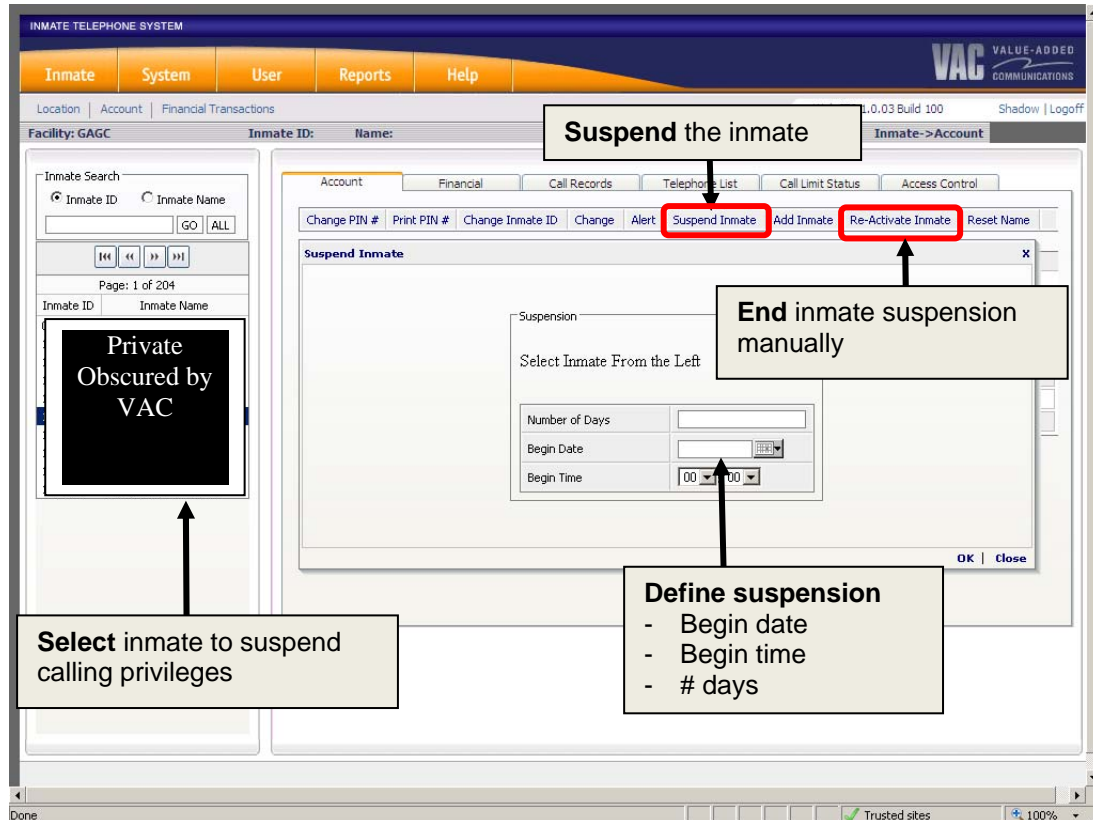 INMATE TELEPHONE SYSTEM
Inmate System User Reports Help
VAC VALUE-ADDED
COMMUNICATIONS
Location | Account | Financial Transactions
1.0.03 Build 100 Shadow | Logoff
Facility: GAGC Inmate ID: Name: Inmate->Account
Suspend the inmate
Inmate Search
Inmate ID Inmate Name
GO ALL
Page: 1 of 204
Inmate ID Inmate Name
Private
Obscured by
VAC
Account Financial Call Records Telephone List Call Limit Status Access Control
Change PIN # Print PIN # Change Inmate ID Change Alert Suspend Inmate Add Inmate Re-Activate Inmate Reset Name
Suspend Inmate x
End inmate suspension
manually
Suspension
Select Inmate From the Left
Number of Days
Begin Date
Begin Time 00 00
OK | Close
Define suspension
- Begin date
- Begin time
- # days
Select inmate to suspend
calling privileges
Done Trusted sites 100%